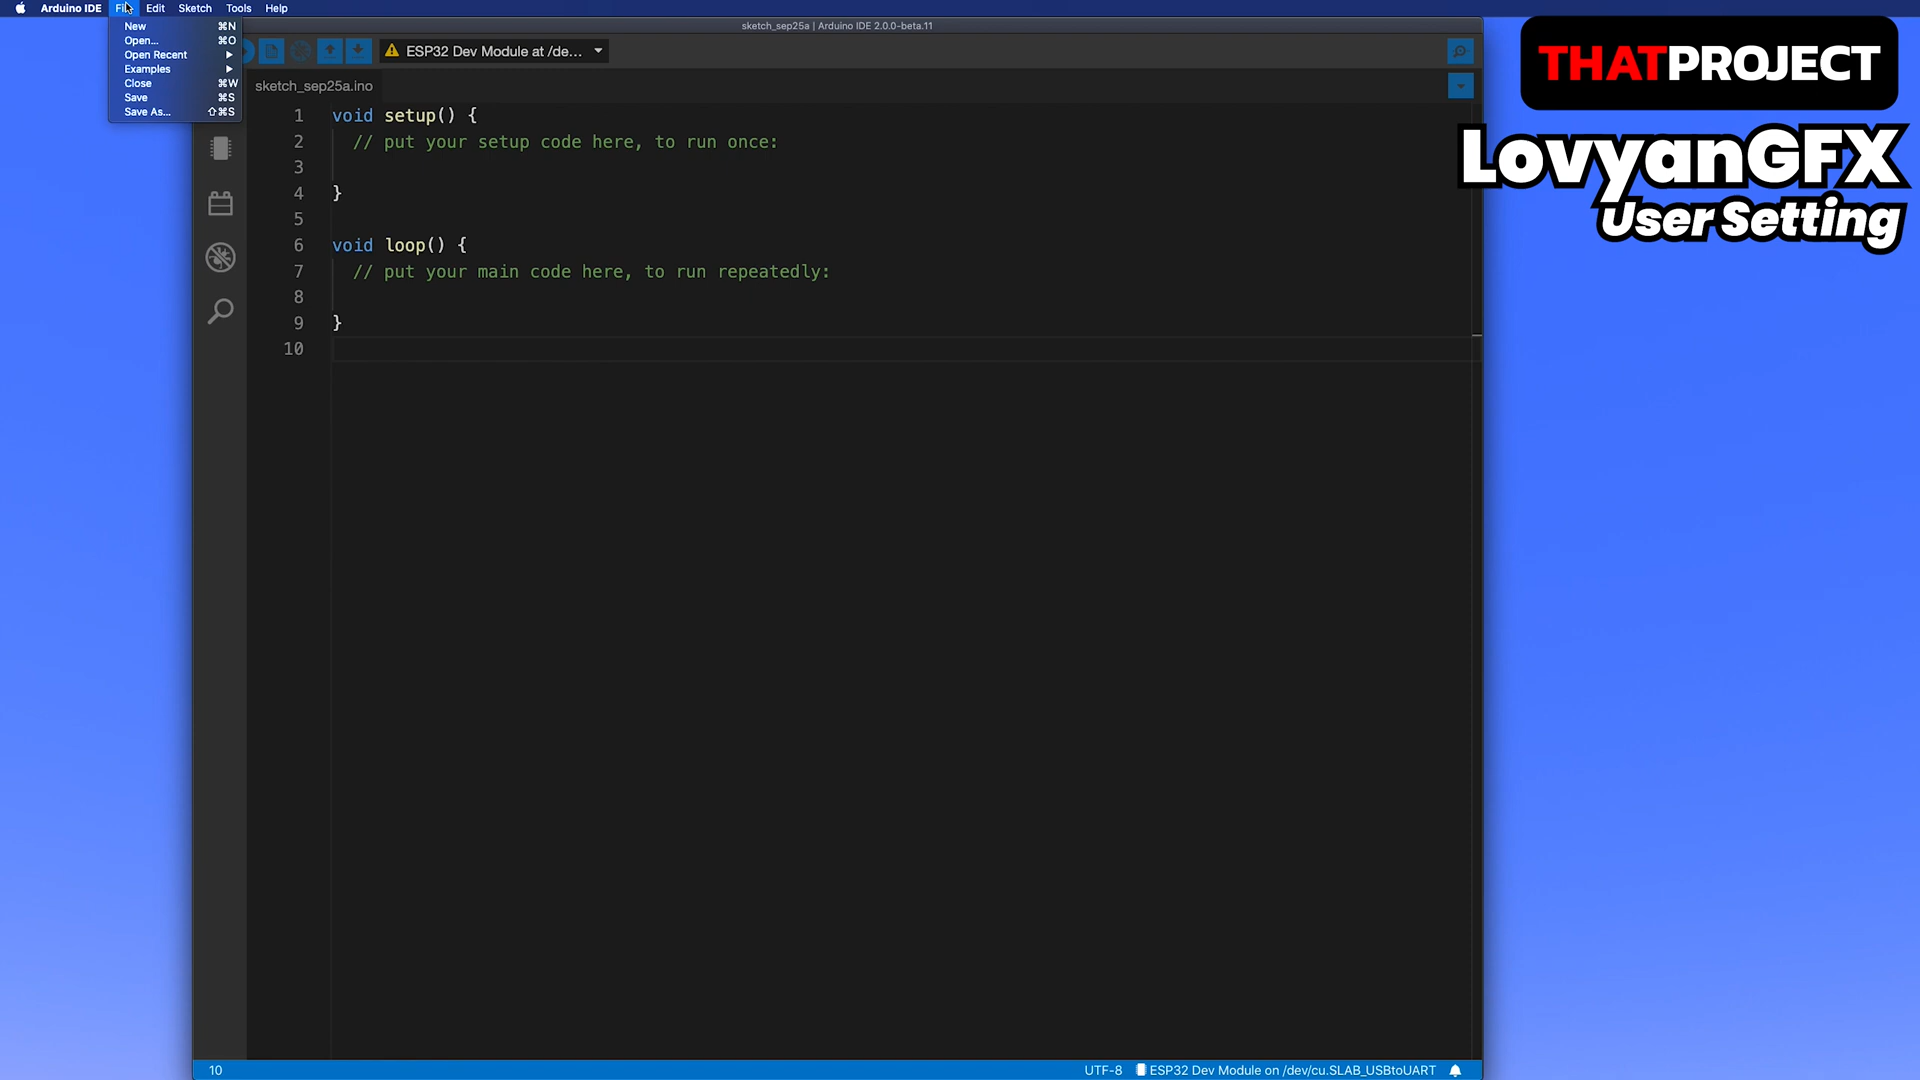 Arduino IDE File Edit Sketch Tools Help
New ⌘N
Open... ⌘O
Open Recent
Examples
Close ⌘W
Save ⌘S
Save As... ⇧⌘S
sketch_sep25a | Arduino IDE 2.0.0-beta.11
ESP32 Dev Module at /de...
sketch_sep25a.ino
1 void setup() {
2 // put your setup code here, to run once:
3
4 }
5
6 void loop() {
7 // put your main code here, to run repeatedly:
8
9 }
10
THATPROJECT
LovyanGFX
User Setting
10 UTF-8 ESP32 Dev Module on /dev/cu.SLAB_USBtoUART